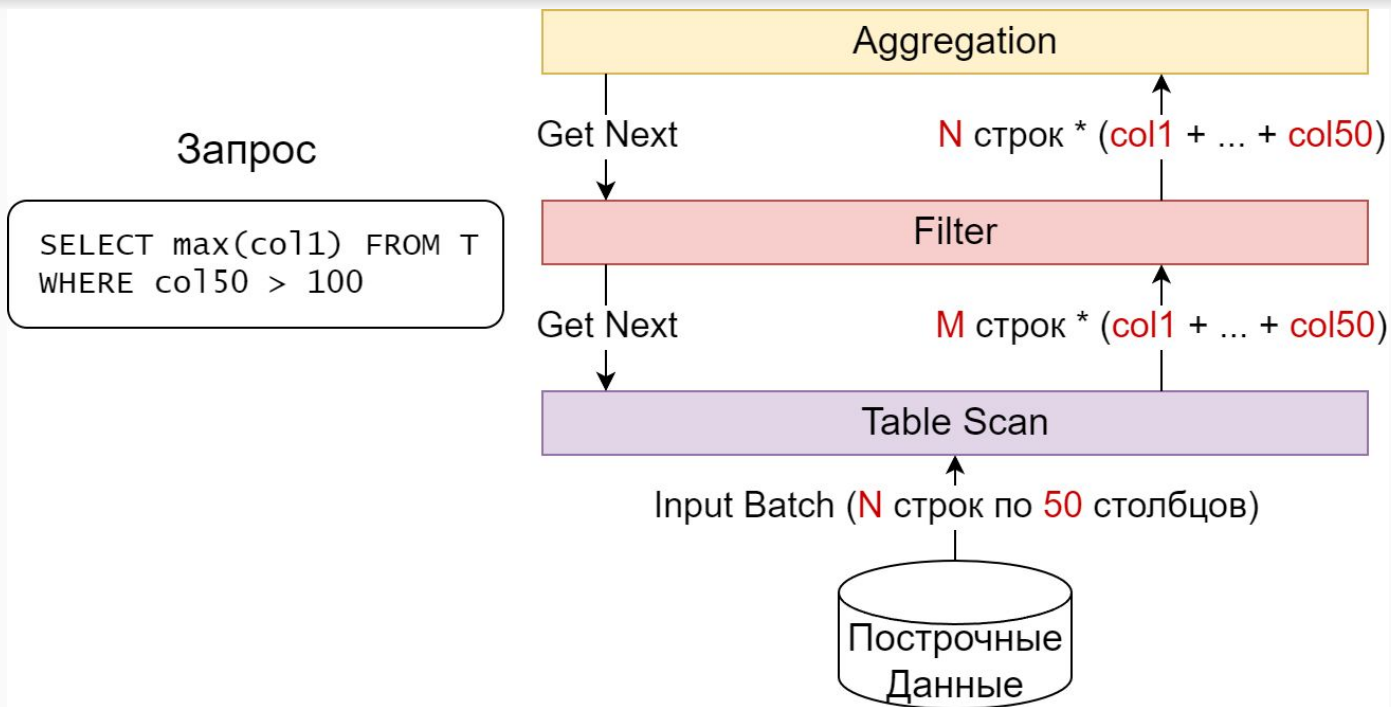 Aggregation
Get Next
N строк * (col1 + ... + col50)
Запрос
SELECT max(col1) FROM T
WHERE col50 > 100
Filter
Get Next
M строк * (col1 + ... + col50)
Table Scan
Input Batch (N строк по 50 столбцов)
Построчные
Данные